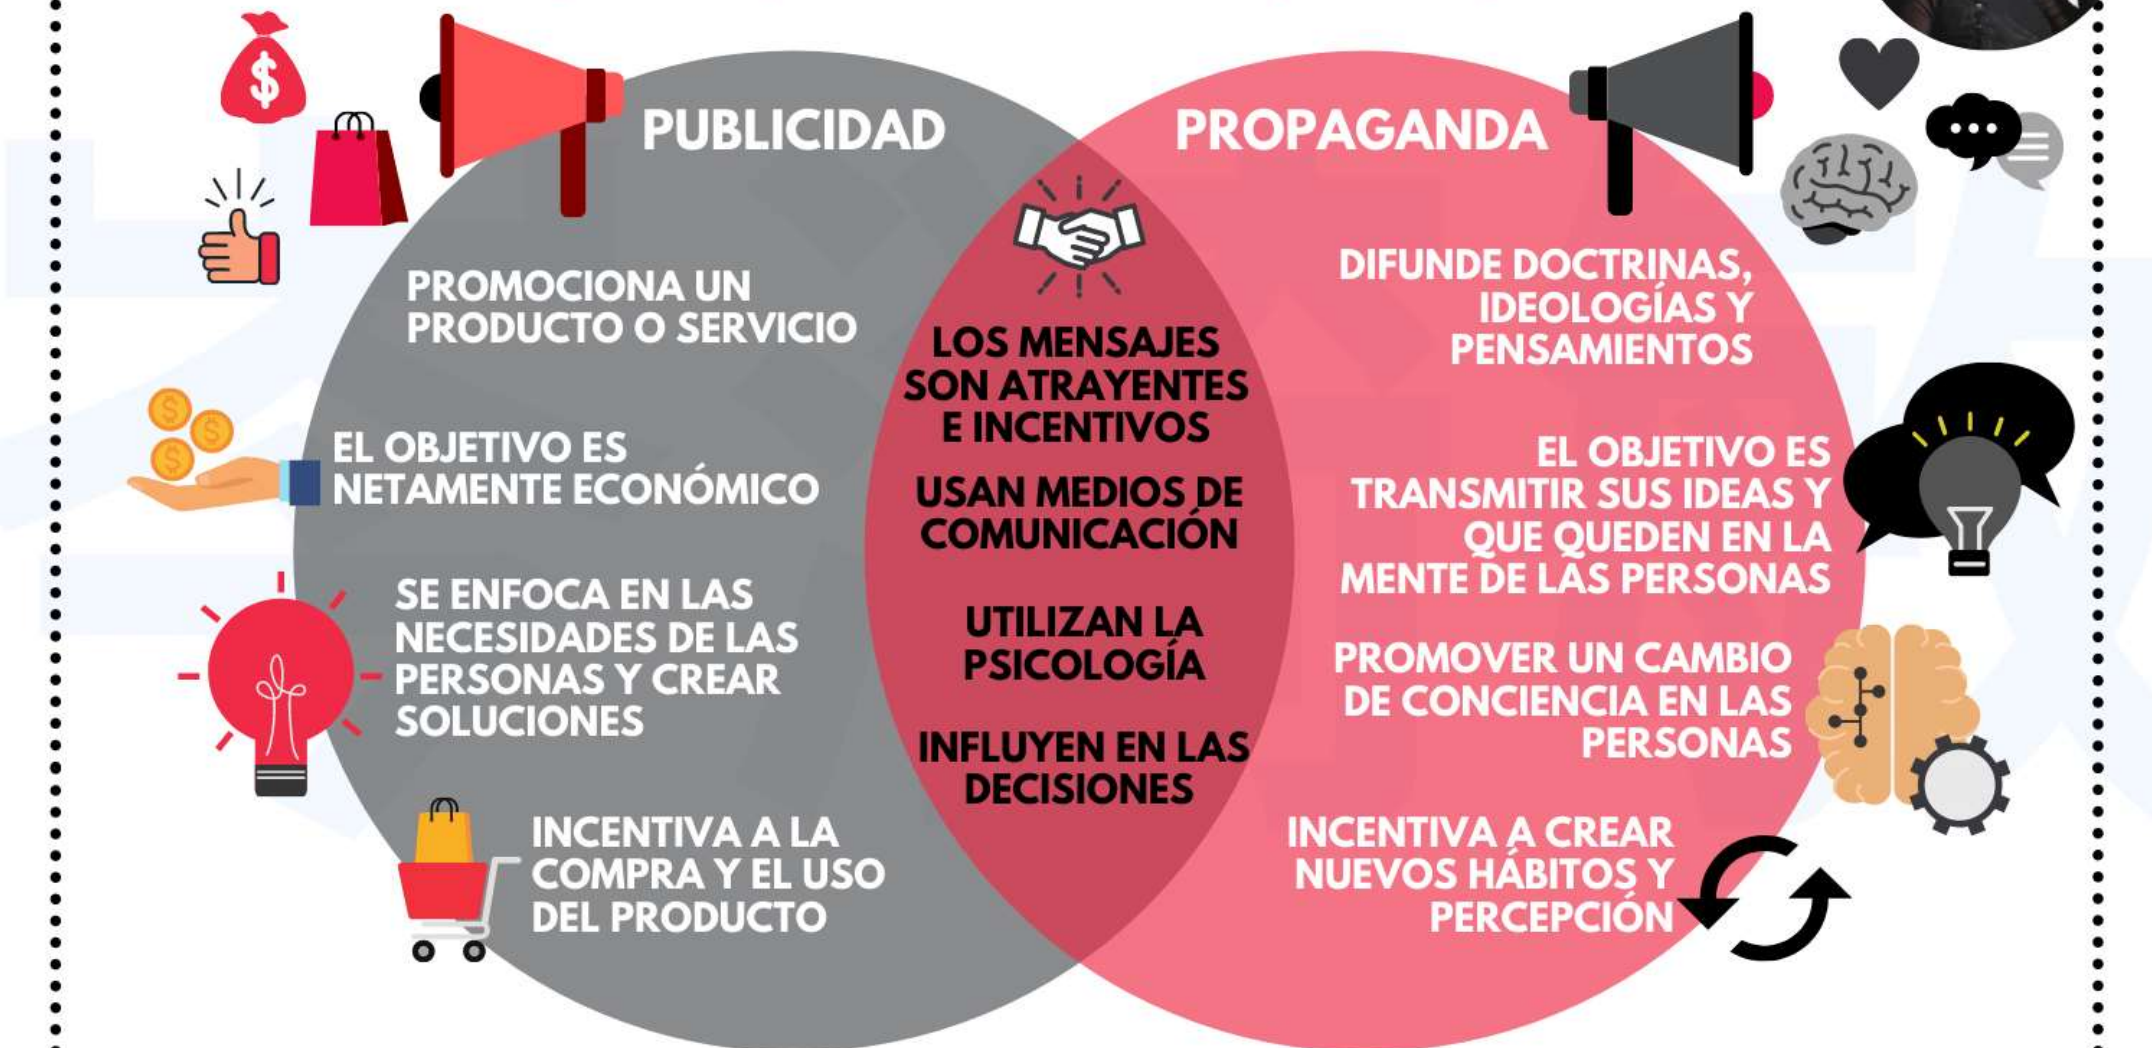 PUBLICIDAD
PROMOCIONA UN
PRODUCTO O SERVICIO
EL OBJETIVO ES
NETAMENTE ECONÓMICO
SE ENFOCA EN LAS
NECESIDADES DE LAS
PERSONAS Y CREAR
SOLUCIONES
INCENTIVA A LA
COMPRA Y EL USO
DEL PRODUCTO
LOS MENSAJES
SON ATRAYENTES
E INCENTIVOS
USAN MEDIOS DE
COMUNICACIÓN
UTILIZAN LA
PSICOLOGÍA
INFLUYEN EN LAS
DECISIONES
PROPAGANDA
DIFUNDE DOCTRINAS,
IDEOLOGÍAS Y
PENSAMIENTOS
EL OBJETIVO ES
TRANSMITIR SUS IDEAS Y
QUE QUEDEN EN LA
MENTE DE LAS PERSONAS
PROMOVER UN CAMBIO
DE CONCIENCIA EN LAS
PERSONAS
INCENTIVA A CREAR
NUEVOS HÁBITOS Y
PERCEPCIÓN